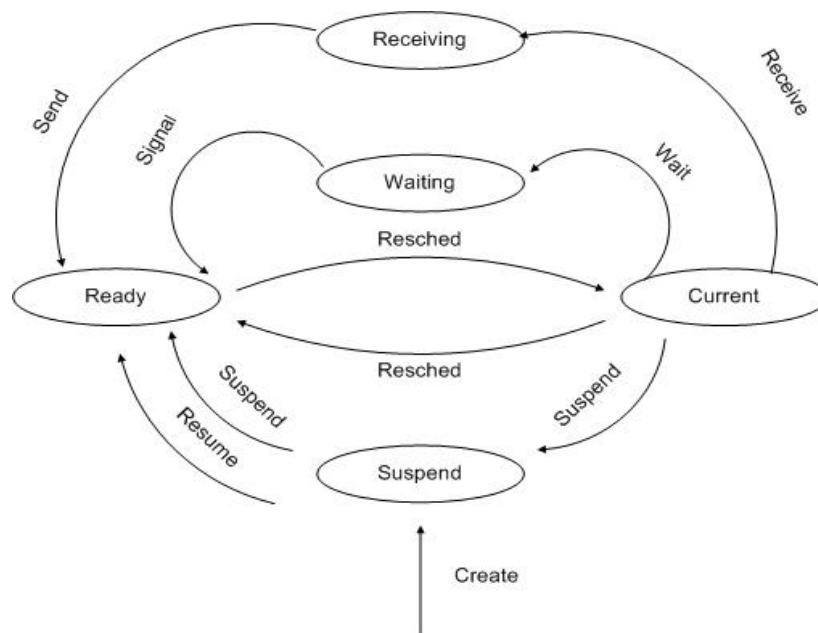 Receiving
Send
Receive
Signal
Wait
Waiting
Resched
Ready
Current
Resched
Suspend
Suspend
Resume
Suspend
Create